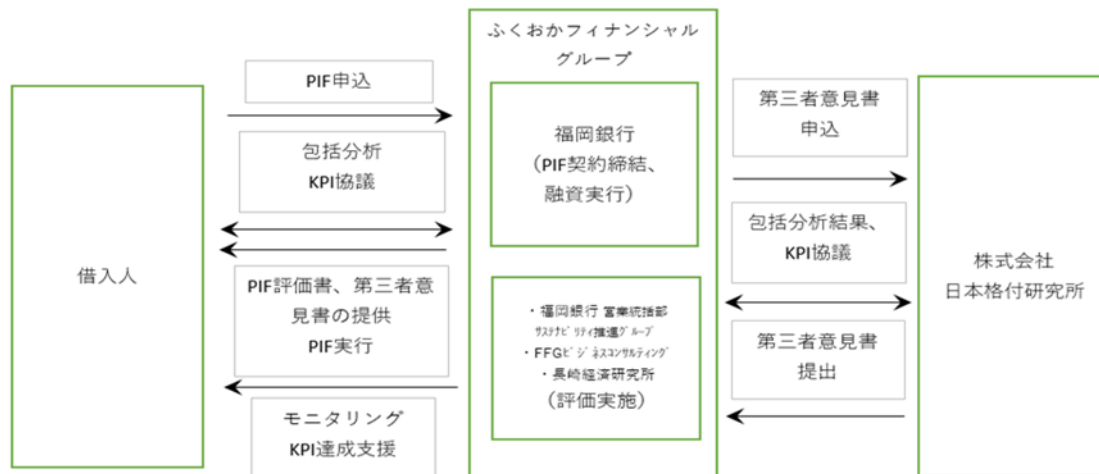 借入人
PIF申込
包括分析
KPI協議
PIF評価書、第三者意
見書の提供
PIF実行
モニタリング
KPI達成支援
ふくおかフィナンシャル
グループ
福岡銀行
(PIF契約締結、
融資実行)
・福岡銀行 営業統括部
ｻｽﾃﾅﾋﾞﾘﾃｨ推進ｸﾞﾙｰﾌﾟ
・FFGﾋﾞｼﾞﾈｽｺﾝｻﾙﾃｨﾝｸﾞ
・長崎経済研究所
(評価実施)
第三者意見書
申込
包括分析結果、
KPI協議
第三者意見書
提出
株式会社
日本格付研究所